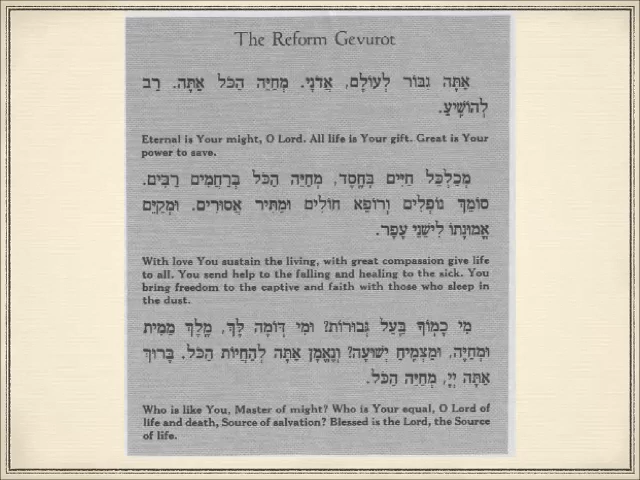 The Reform Gevurot
אַתָּה גִּבּוֹר לְעוֹלָם, אֲדֹנָי. מְחַיֵּה הַכֹּל אַתָּה. רַב
לְהוֹשִׁיעַ.
Eternal is Your might, O Lord. All life is Your gift. Great is Your
power to save.
מְכַלְכֵּל חַיִּים בְּחֶסֶד, מְחַיֵּה הַכֹּל בְּרַחֲמִים רַבִּים.
סוֹמֵךְ נוֹפְלִים וְרוֹפֵא חוֹלִים וּמַתִּיר אֲסוּרִים. וּמְקַיֵּם
אֱמוּנָתוֹ לִישֵׁנֵי עָפָר.
With love You sustain the living, with great compassion give life
to all. You send help to the falling and healing to the sick. You
bring freedom to the captive and faith with those who sleep in
the dust.
מִי כָמוֹךָ בַּעַל גְּבוּרוֹת? וּמִי דּוֹמֶה לָּךְ, מֶלֶךְ מֵמִית
וּמְחַיֶּה, וּמַצְמִיחַ יְשׁוּעָה? וְנֶאֱמָן אַתָּה לְהַחֲיוֹת הַכֹּל. בָּרוּךְ
אַתָּה יְיָ, מְחַיֵּה הַכֹּל.
Who is like You, Master of might? Who is Your equal, O Lord of
life and death, Source of salvation? Blessed is the Lord, the Source
of life.